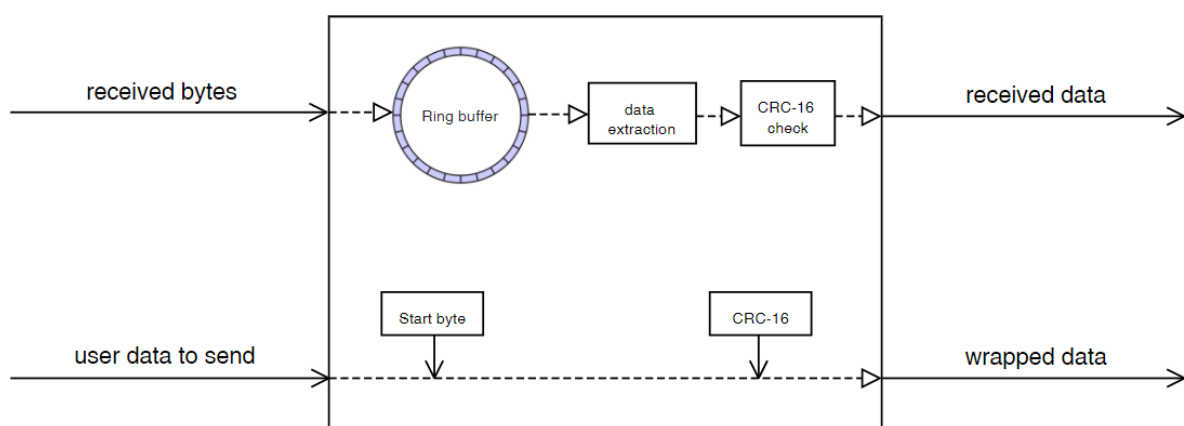 received bytes
Ring buffer
data
extraction
CRC-16
check
received data
Start byte
CRC-16
user data to send
wrapped data